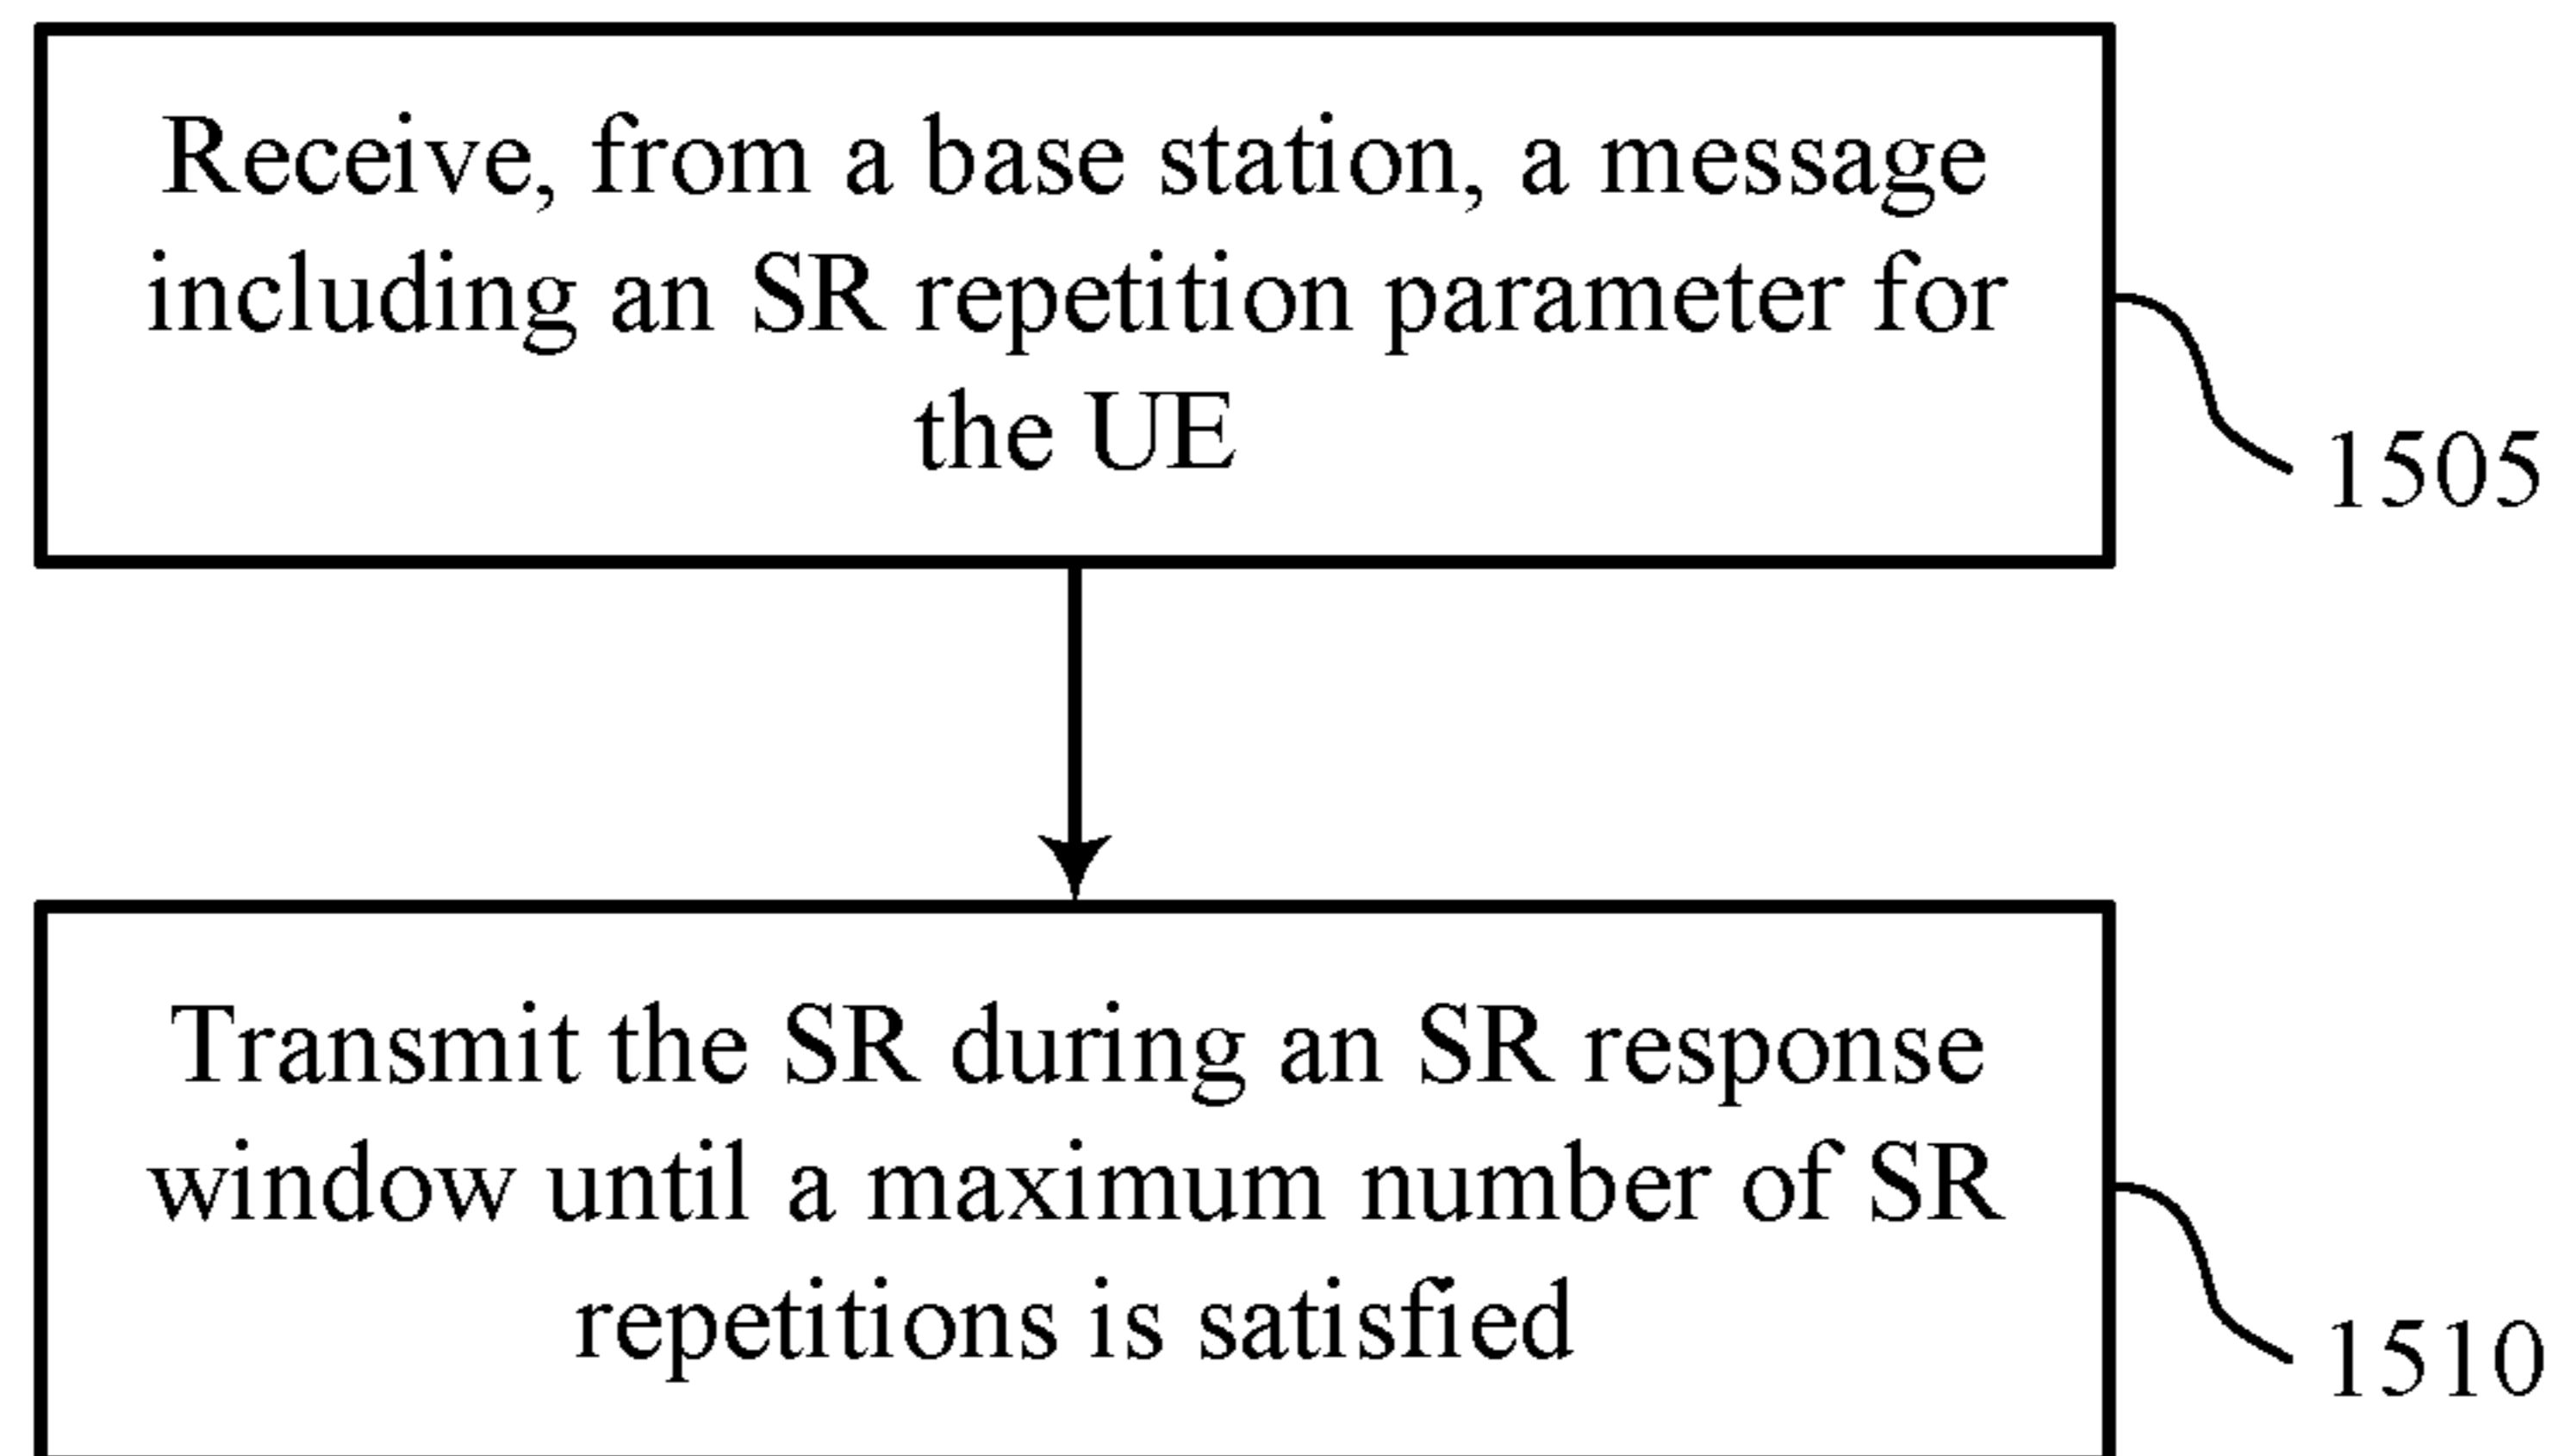 Receive, from a base station, a message
including an SR repetition parameter for
the UE
1505
Transmit the SR during an SR response
window until a maximum number of SR
repetitions is satisfied
1510